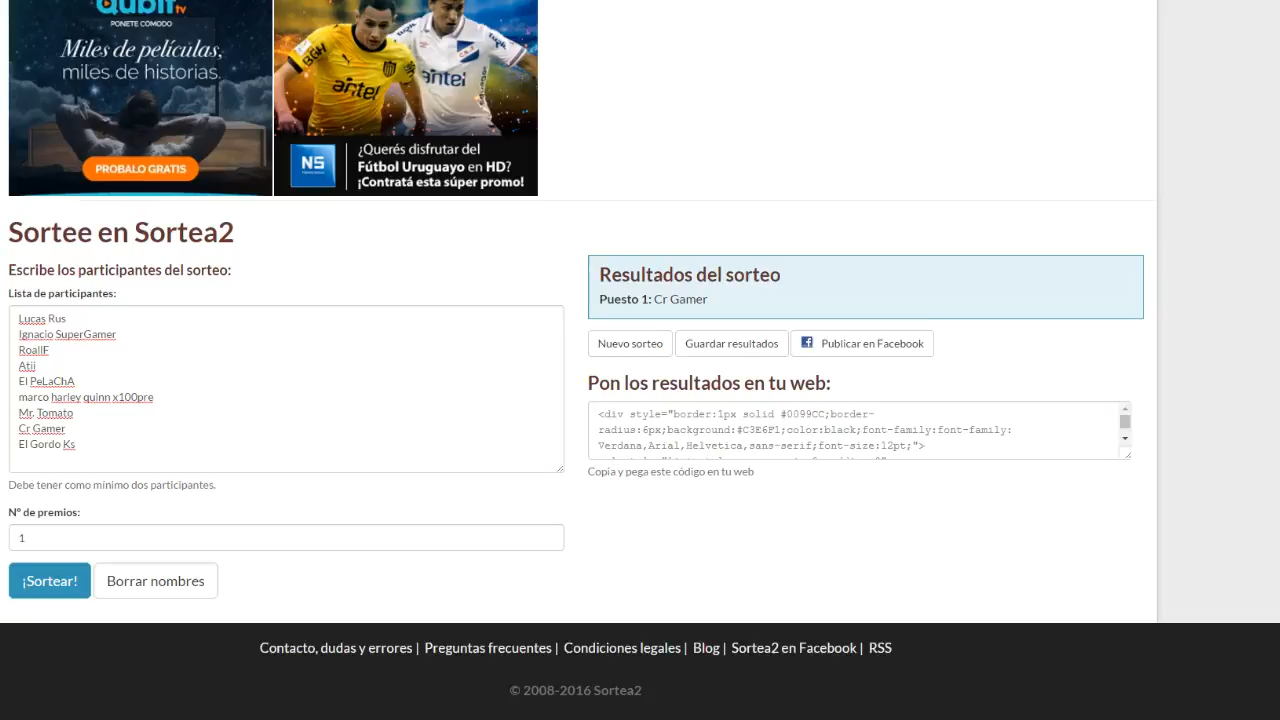 Qubit tv
PONETE CÓMODO
Miles de películas,
miles de historias.
PROBALO GRATIS
BGH
antel
antel
NS
¿Querés disfrutar del
Fútbol Uruguayo en HD?
¡Contratá esta súper promo!
Sortee en Sortea2
Escribe los participantes del sorteo:
Lista de participantes:
Lucas Rus
Ignacio SuperGamer
RoallF
Atii
El PeLaChA
marco harley quinn x100pre
Mr. Tomato
Cr Gamer
El Gordo Ks
Debe tener como mínimo dos participantes.
Nº de premios:
1
¡Sortear!
Borrar nombres
Resultados del sorteo
Puesto 1: Cr Gamer
Nuevo sorteo
Guardar resultados
Publicar en Facebook
Pon los resultados en tu web:
<div style="border:1px solid #0099CC;border-
radius:6px;background:#C3E6F1;color:black;font-family:font-family:
Verdana,Arial,Helvetica,sans-serif;font-size:12pt;">
Copia y pega este código en tu web
Contacto, dudas y errores | Preguntas frecuentes | Condiciones legales | Blog | Sortea2 en Facebook | RSS
© 2008-2016 Sortea2